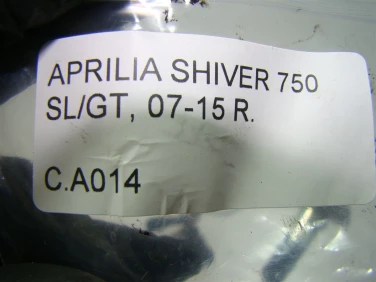 APRILIA SHIVER 750
SL/GT, 07-15 R.
C.A014